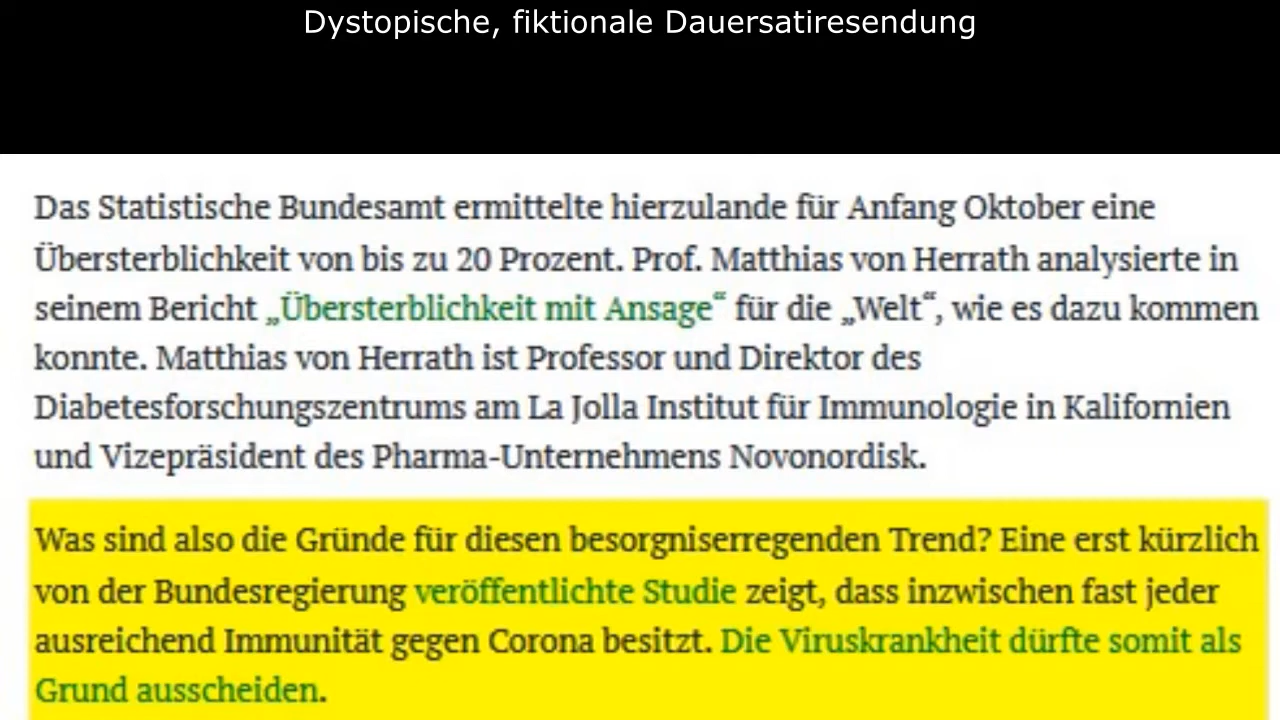 Dystopische, fiktionale Dauersatiresendung
Das Statistische Bundesamt ermittelte hierzulande für Anfang Oktober eine
Übersterblichkeit von bis zu 20 Prozent. Prof. Matthias von Herrath analysierte in
seinem Bericht „Übersterblichkeit mit Ansage“ für die „Welt“, wie es dazu kommen
konnte. Matthias von Herrath ist Professor und Direktor des
Diabetesforschungszentrums am La Jolla Institut für Immunologie in Kalifornien
und Vizepräsident des Pharma-Unternehmens Novonordisk.
Was sind also die Gründe für diesen besorgniserregenden Trend? Eine erst kürzlich
von der Bundesregierung veröffentlichte Studie zeigt, dass inzwischen fast jeder
ausreichend Immunität gegen Corona besitzt. Die Viruskrankheit dürfte somit als
Grund ausscheiden.